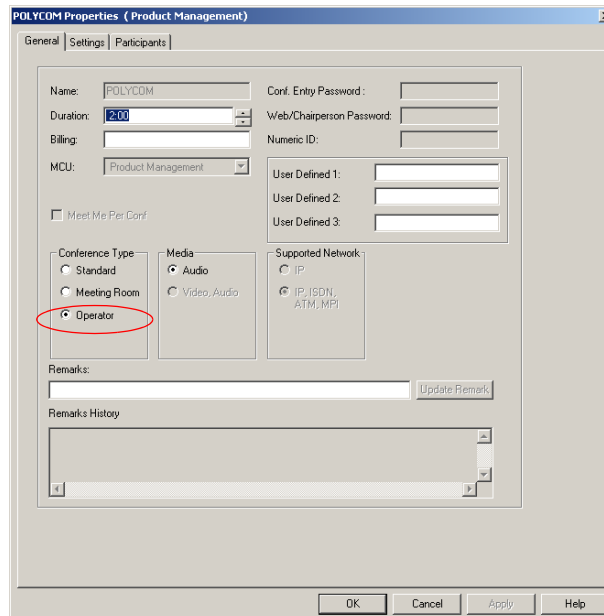 POLYCOM Properties ( Product Management)
General Settings Participants
Name: POLYCOM Conf. Entry Password :
Duration: 2:00 Web/Chairperson Password:
Billing: Numeric ID:
MCU: Product Management
User Defined 1:
User Defined 2:
Meet Me Per Conf User Defined 3:
Conference Type Media Supported Network
Standard Audio IP
Meeting Room Video, Audio IP, ISDN,
ATM, MPI
Operator
Remarks:
Update Remark
Remarks History
OK Cancel Apply Help